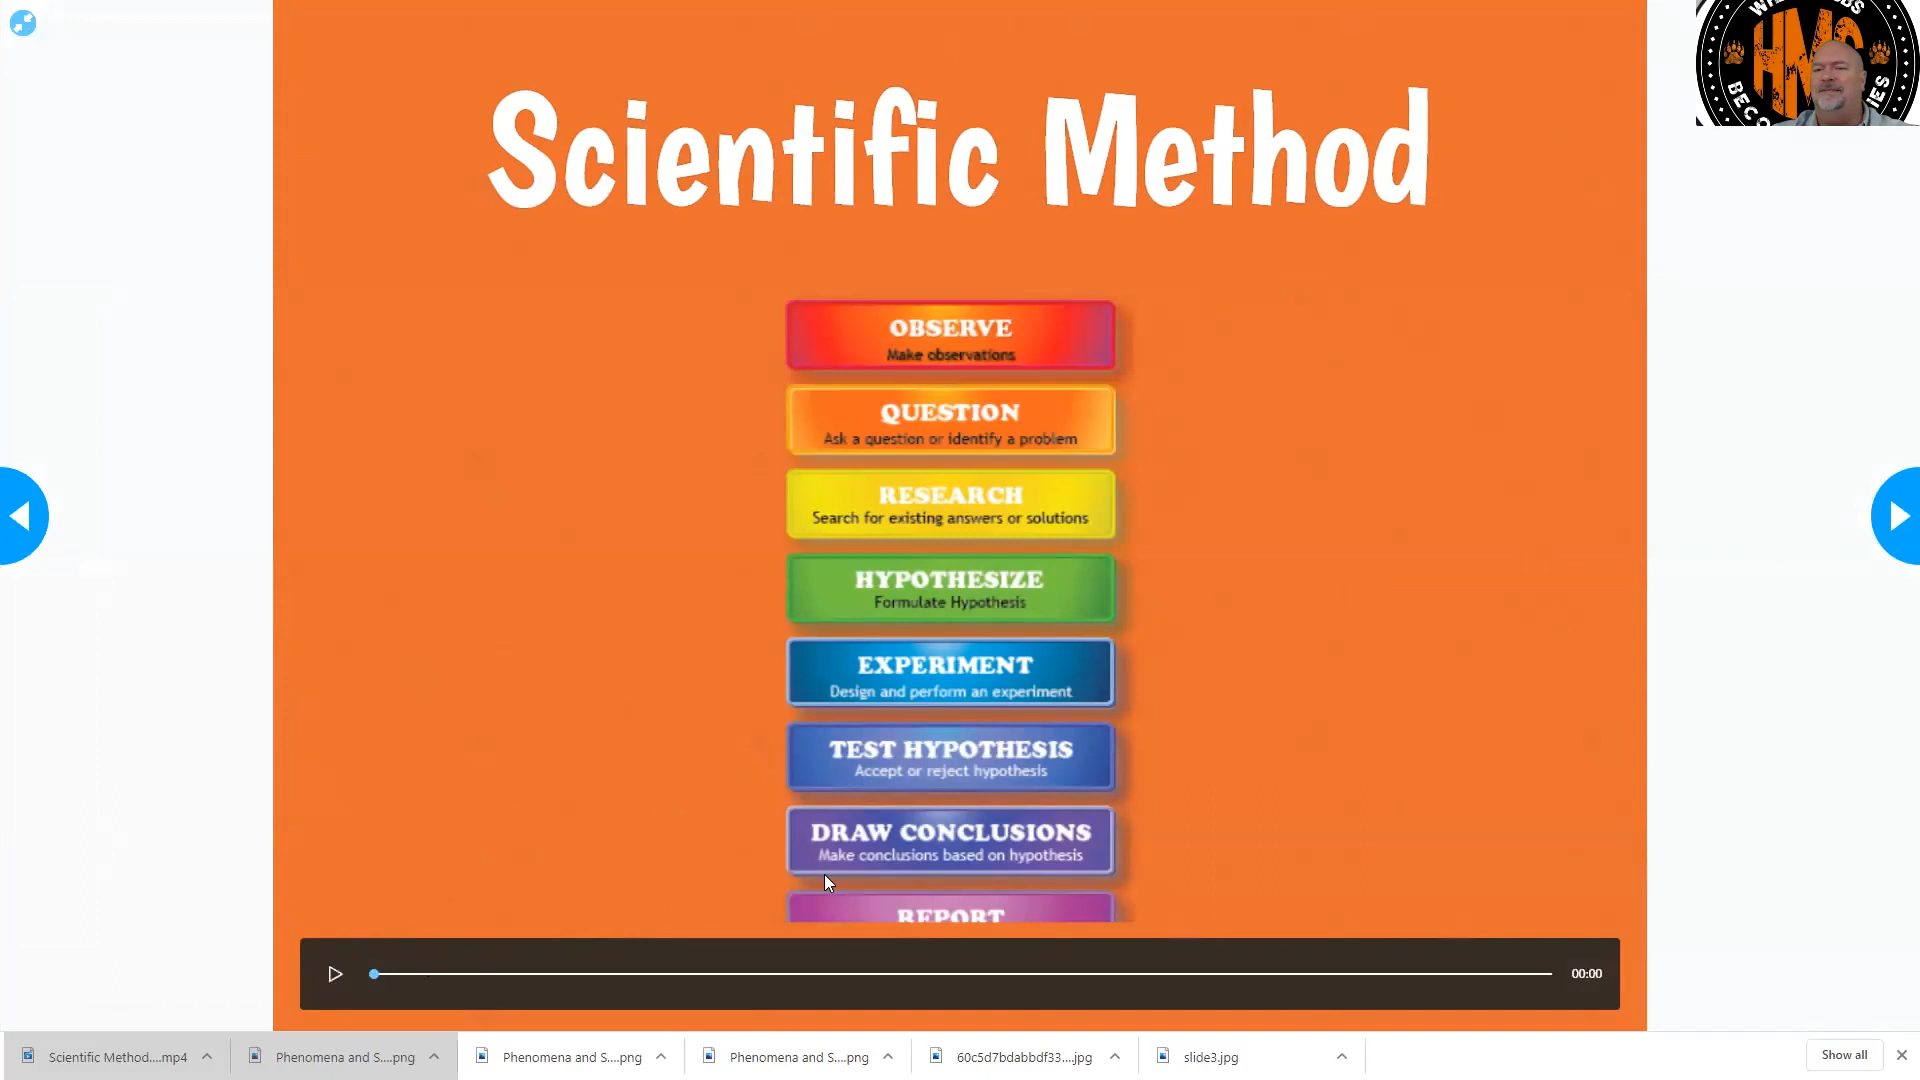 Scientific Method
HMS
OBSERVE
Make observations
QUESTION
Ask a question or identify a problem
RESEARCH
Search for existing answers or solutions
HYPOTHESIZE
Formulate Hypothesis
EXPERIMENT
Design and perform an experiment
TEST HYPOTHESIS
Accept or reject hypothesis
DRAW CONCLUSIONS
Make conclusions based on hypothesis
REPORT
00:00
Scientific Method....mp4
Phenomena and S....png
Phenomena and S....png
Phenomena and S....png
60c5d7bdabbdf33....jpg
slide3.jpg
Show all